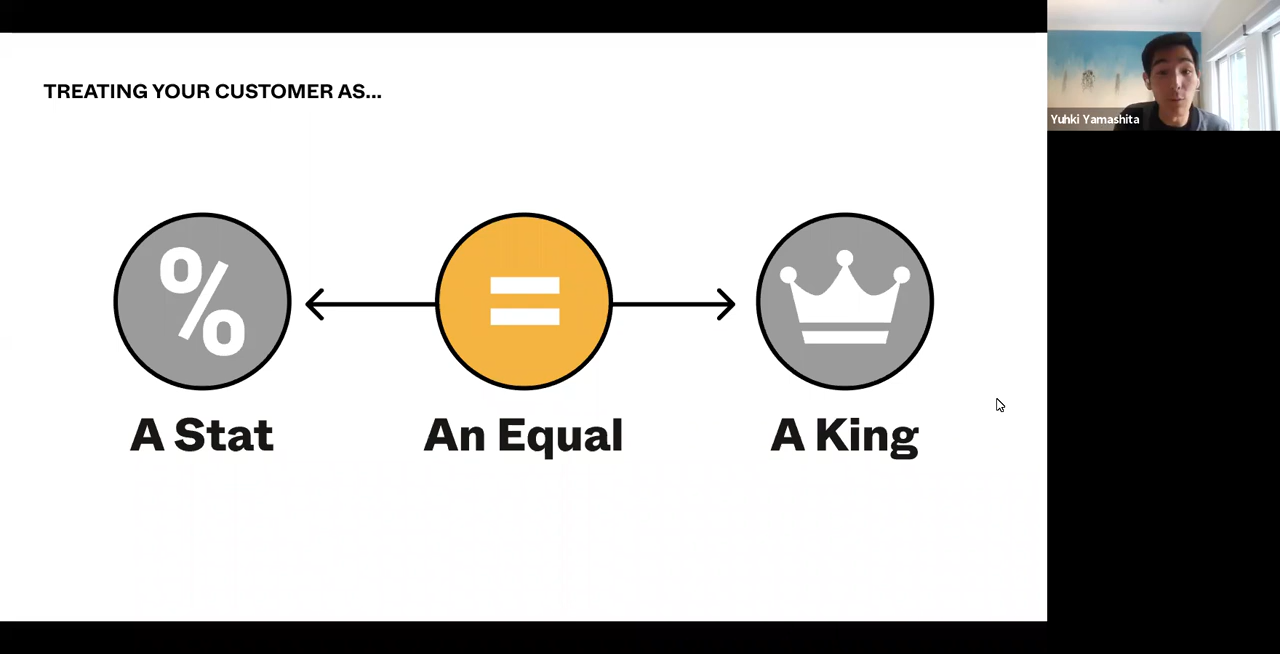 TREATING YOUR CUSTOMER AS...
%
=
A Stat
An Equal
A King
Yuhki Yamashita